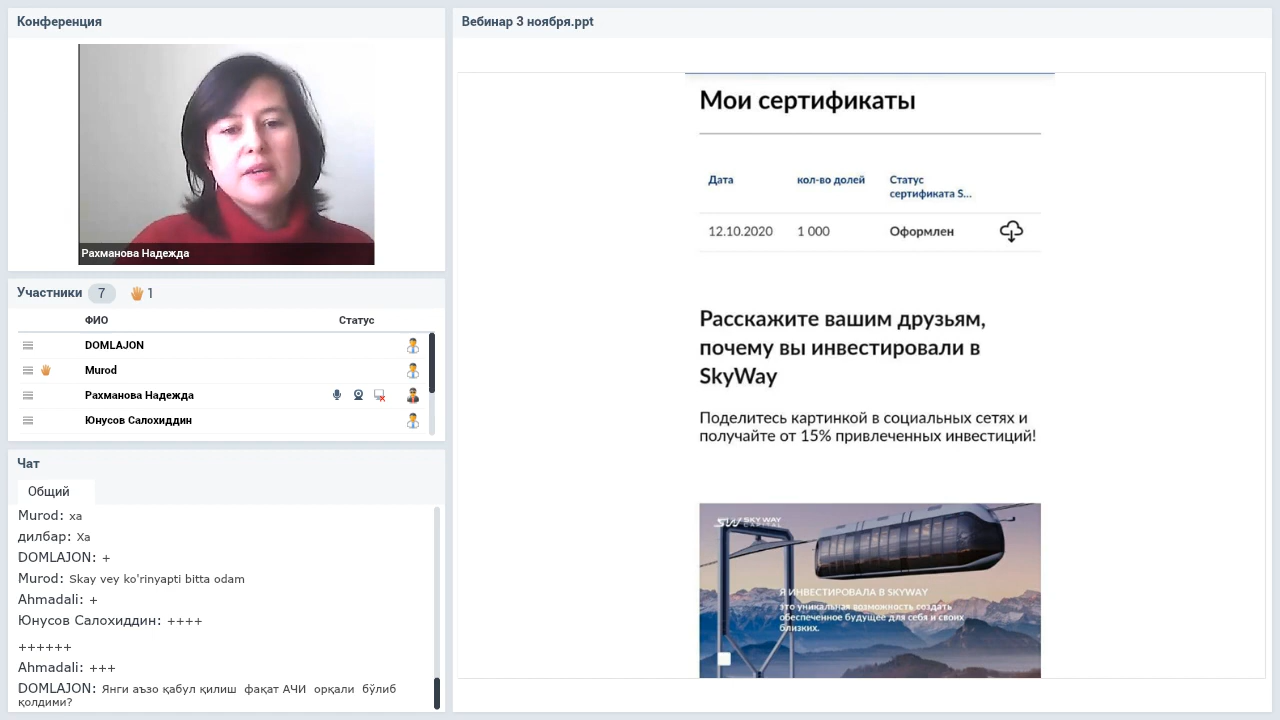 Конференция
Рахманова Надежда
Участники 7 1
ФИО Статус
DOMLAJON
Murod
Рахманова Надежда
Юнусов Салохиддин
Чат
Общий
Murod: xa
дилбар: Ха
DOMLAJON: +
Murod: Skay vey ko'rinyapti bitta odam
Ahmadali: +
Юнусов Салохиддин: ++++
++++++
Ahmadali: +++
DOMLAJON: Янги аъзо қабул қилиш фақат АЧИ орқали бўлиб
қолдими?
Вебинар 3 ноября.ppt
Мои сертификаты
Дата кол-во долей Статус
сертификата S...
12.10.2020 1 000 Оформлен
Расскажите вашим друзьям,
почему вы инвестировали в
SkyWay
Поделитесь картинкой в социальных сетях и
получайте от 15% привлеченных инвестиций!
SKY WAY
CAPITAL
Я ИНВЕСТИРОВАЛА В SKYWAY
это уникальная возможность создать
обеспеченное будущее для себя и своих
близких.